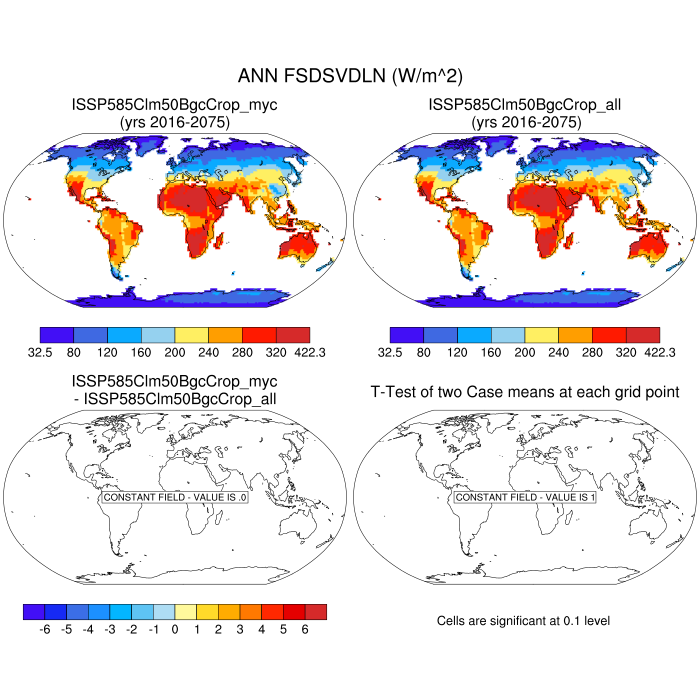 ANN FSDSVDLN (W/m^2)
ISSP585Clm50BgcCrop_myc
(yrs 2016-2075)
ISSP585Clm50BgcCrop_all
(yrs 2016-2075)
32.5 80 120 160 200 240 280 320 422.3
32.5 80 120 160 200 240 280 320 422.3
ISSP585Clm50BgcCrop_myc
- ISSP585Clm50BgcCrop_all
T-Test of two Case means at each grid point
CONSTANT FIELD - VALUE IS .0
CONSTANT FIELD - VALUE IS 1
-6 -5 -4 -3 -2 -1 0 1 2 3 4 5 6
Cells are significant at 0.1 level